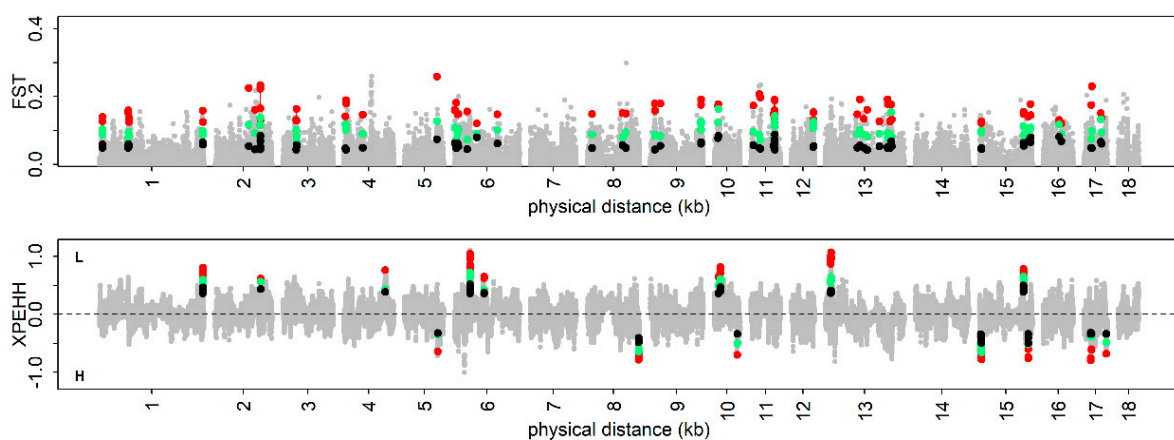 FST
0.4
0.2
0.0
1 2 3 4 5 6 7 8 9 10 11 12 13 14 15 16 17 18
physical distance (kb)
XPEHH
1.0
0.0
-1.0
L
H
1 2 3 4 5 6 7 8 9 10 11 12 13 14 15 16 17 18
physical distance (kb)